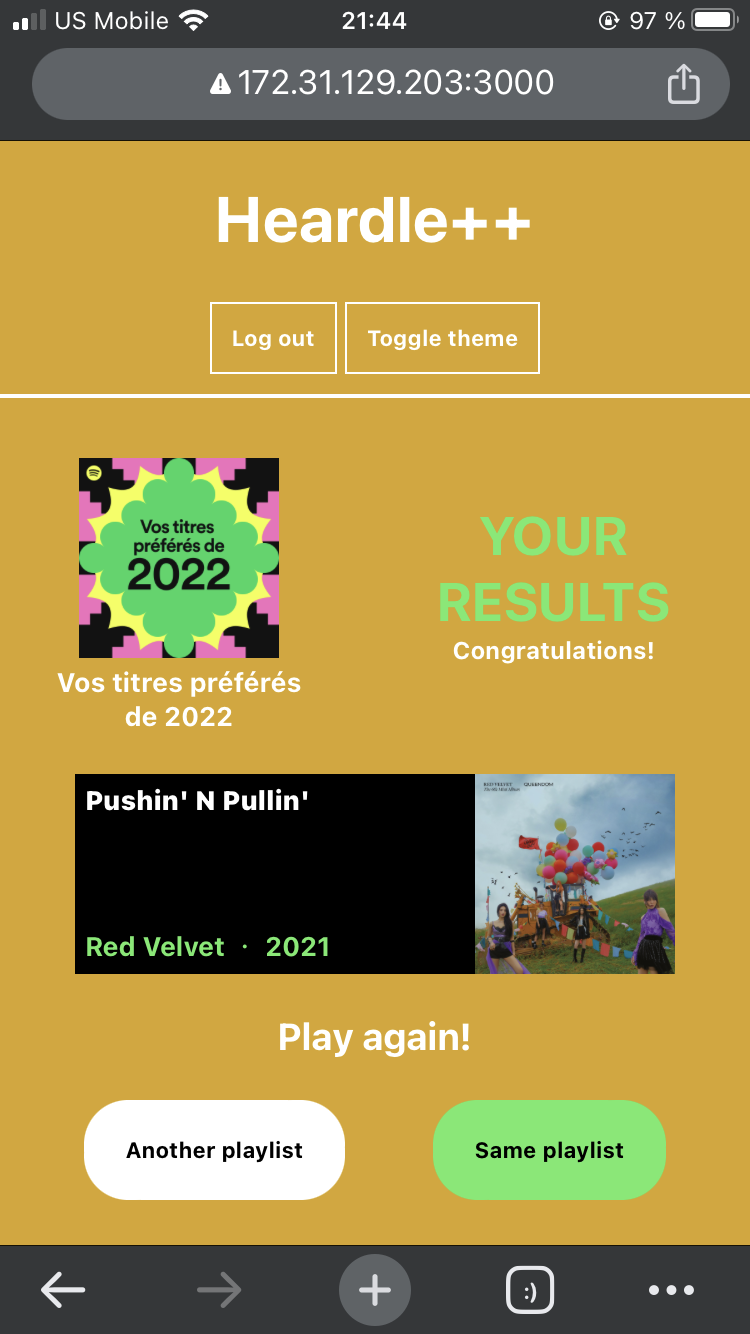 US Mobile 21:44 97 %
172.31.129.203:3000
Heardle++
Log out Toggle theme
Vos titres
préférés de
2022
Vos titres préférés
de 2022
YOUR
RESULTS
Congratulations!
Pushin' N Pullin'
Red Velvet · 2021
RED VELVET QUEENDOM
The 6th Mini Album
Play again!
Another playlist Same playlist
:)